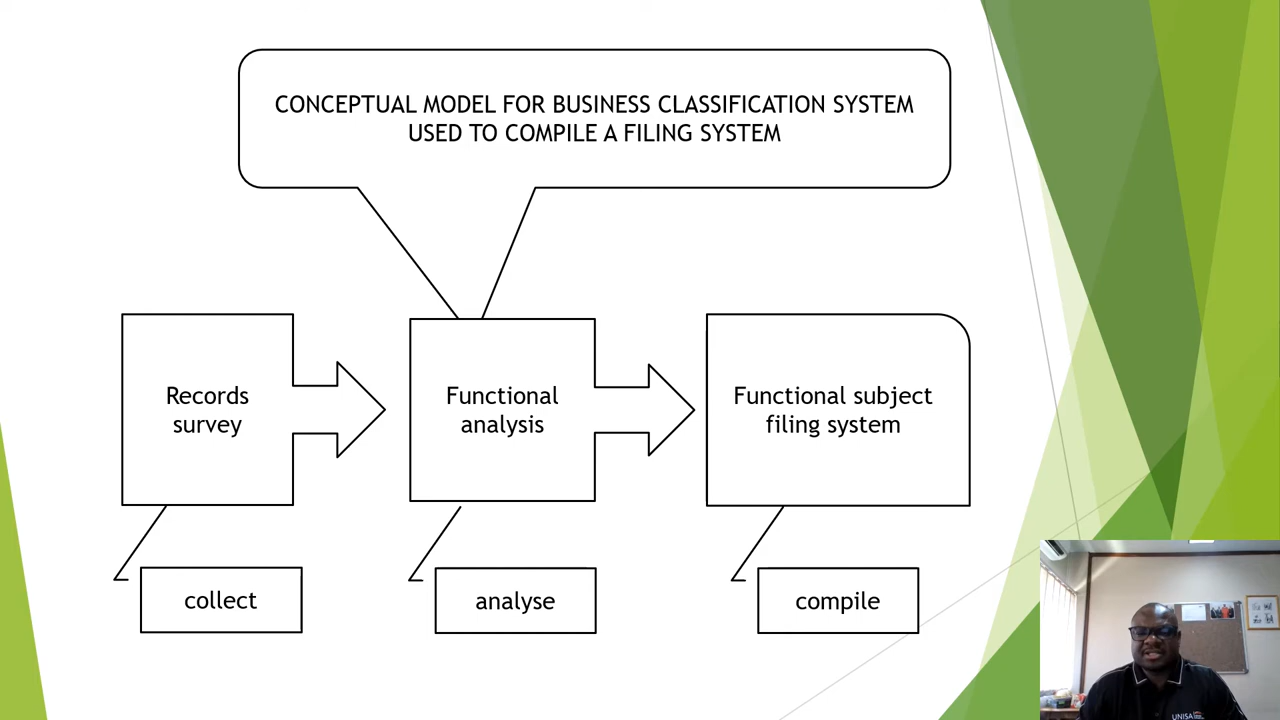 CONCEPTUAL MODEL FOR BUSINESS CLASSIFICATION SYSTEM
USED TO COMPILE A FILING SYSTEM
Records
survey
Functional
analysis
Functional subject
filing system
collect
analyse
compile
UNISA